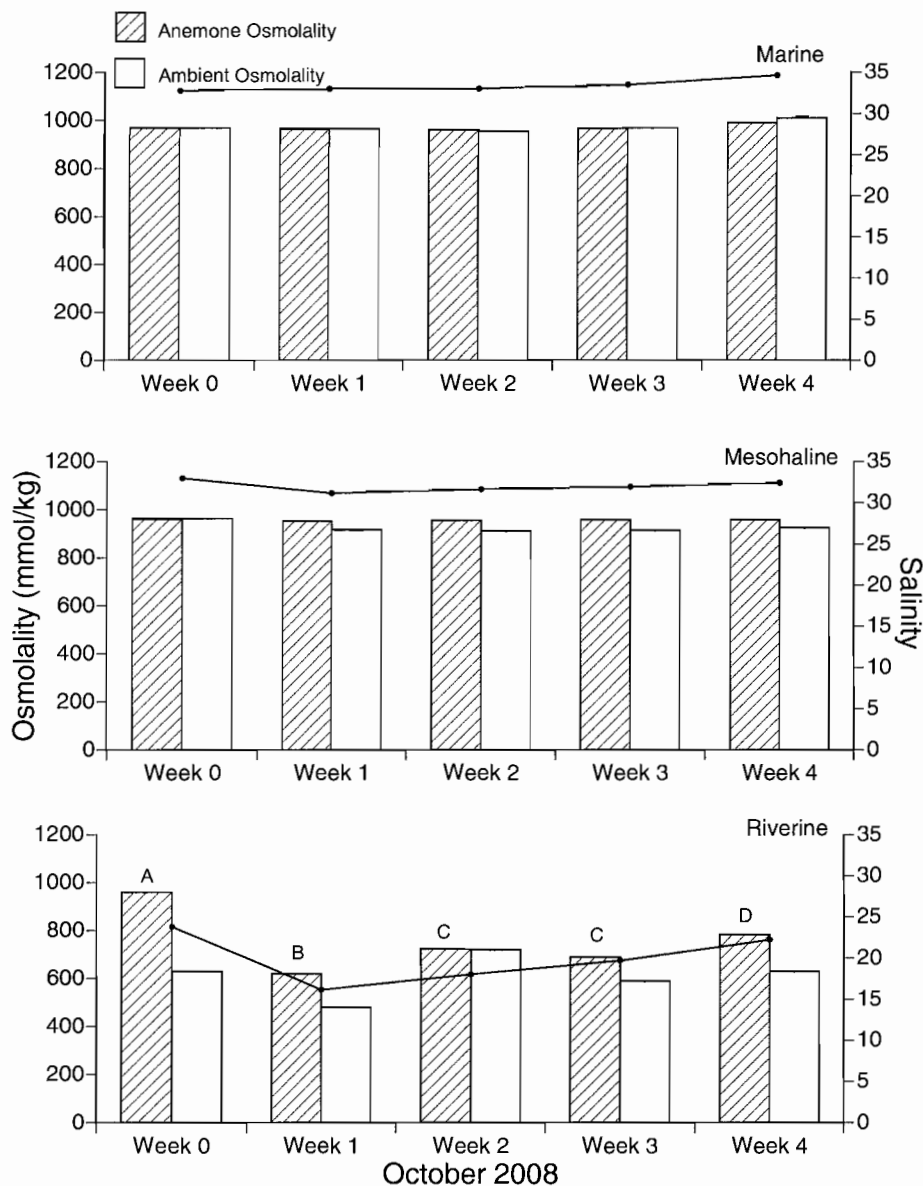 Anemone Osmolality
Ambient Osmolality
Marine
1200
1000
800
600
400
200
0
35
30
25
20
15
10
5
0
Week 0 Week 1 Week 2 Week 3 Week 4
Mesohaline
1200
1000
800
600
400
200
0
35
30
25
20
15
10
5
0
Week 0 Week 1 Week 2 Week 3 Week 4
Osmolality (mmol/kg)
Salinity
Riverine
1200
1000
800
600
400
200
0
A
B
C
C
D
35
30
25
20
15
10
5
0
Week 0 Week 1 Week 2 Week 3 Week 4
October 2008